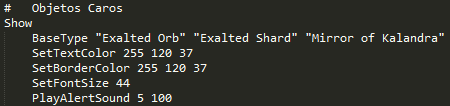 #   Objetos Caros
Show
    BaseType "Exalted Orb" "Exalted Shard" "Mirror of Kalandra"
    SetTextColor 255 120 37
    SetBorderColor 255 120 37
    SetFontSize 44
    PlayAlertSound 5 100